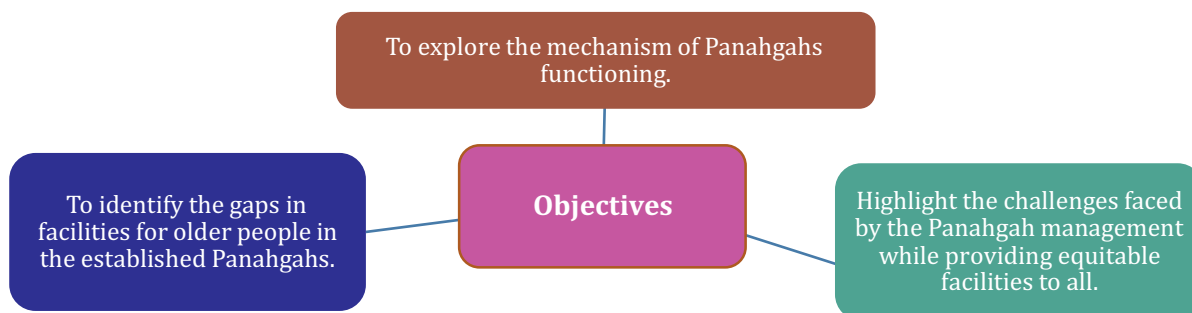 To explore the mechanism of Panahgahs
functioning.
Objectives
To identify the gaps in
facilities for older people in
the established Panahgahs.
Highlight the challenges faced
by the Panahgah management
while providing equitable
facilities to all.